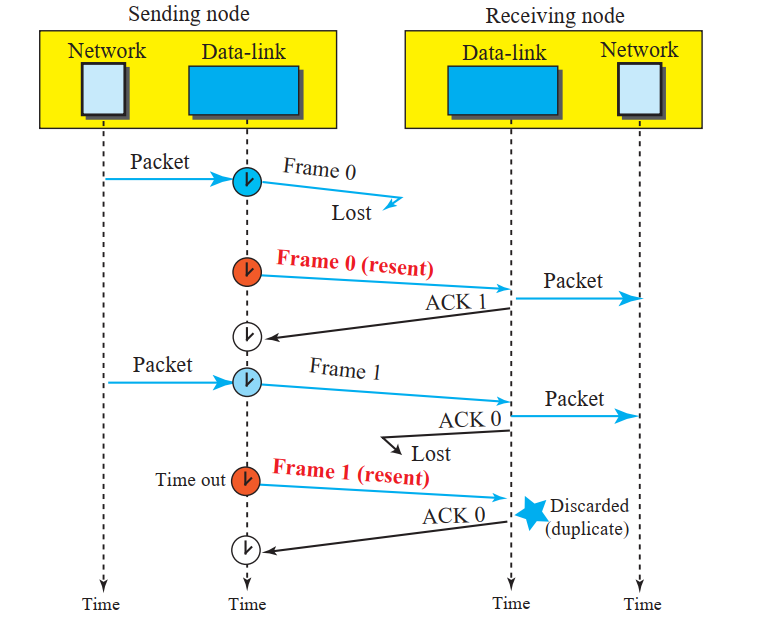 Sending node
Receiving node
Network
Data-link
Data-link
Network
Packet
Frame 0
Lost
Frame 0 (resent)
Packet
ACK 1
Packet
Frame 1
Packet
ACK 0
Lost
Time out
Frame 1 (resent)
Discarded
(duplicate)
ACK 0
Time
Time
Time
Time